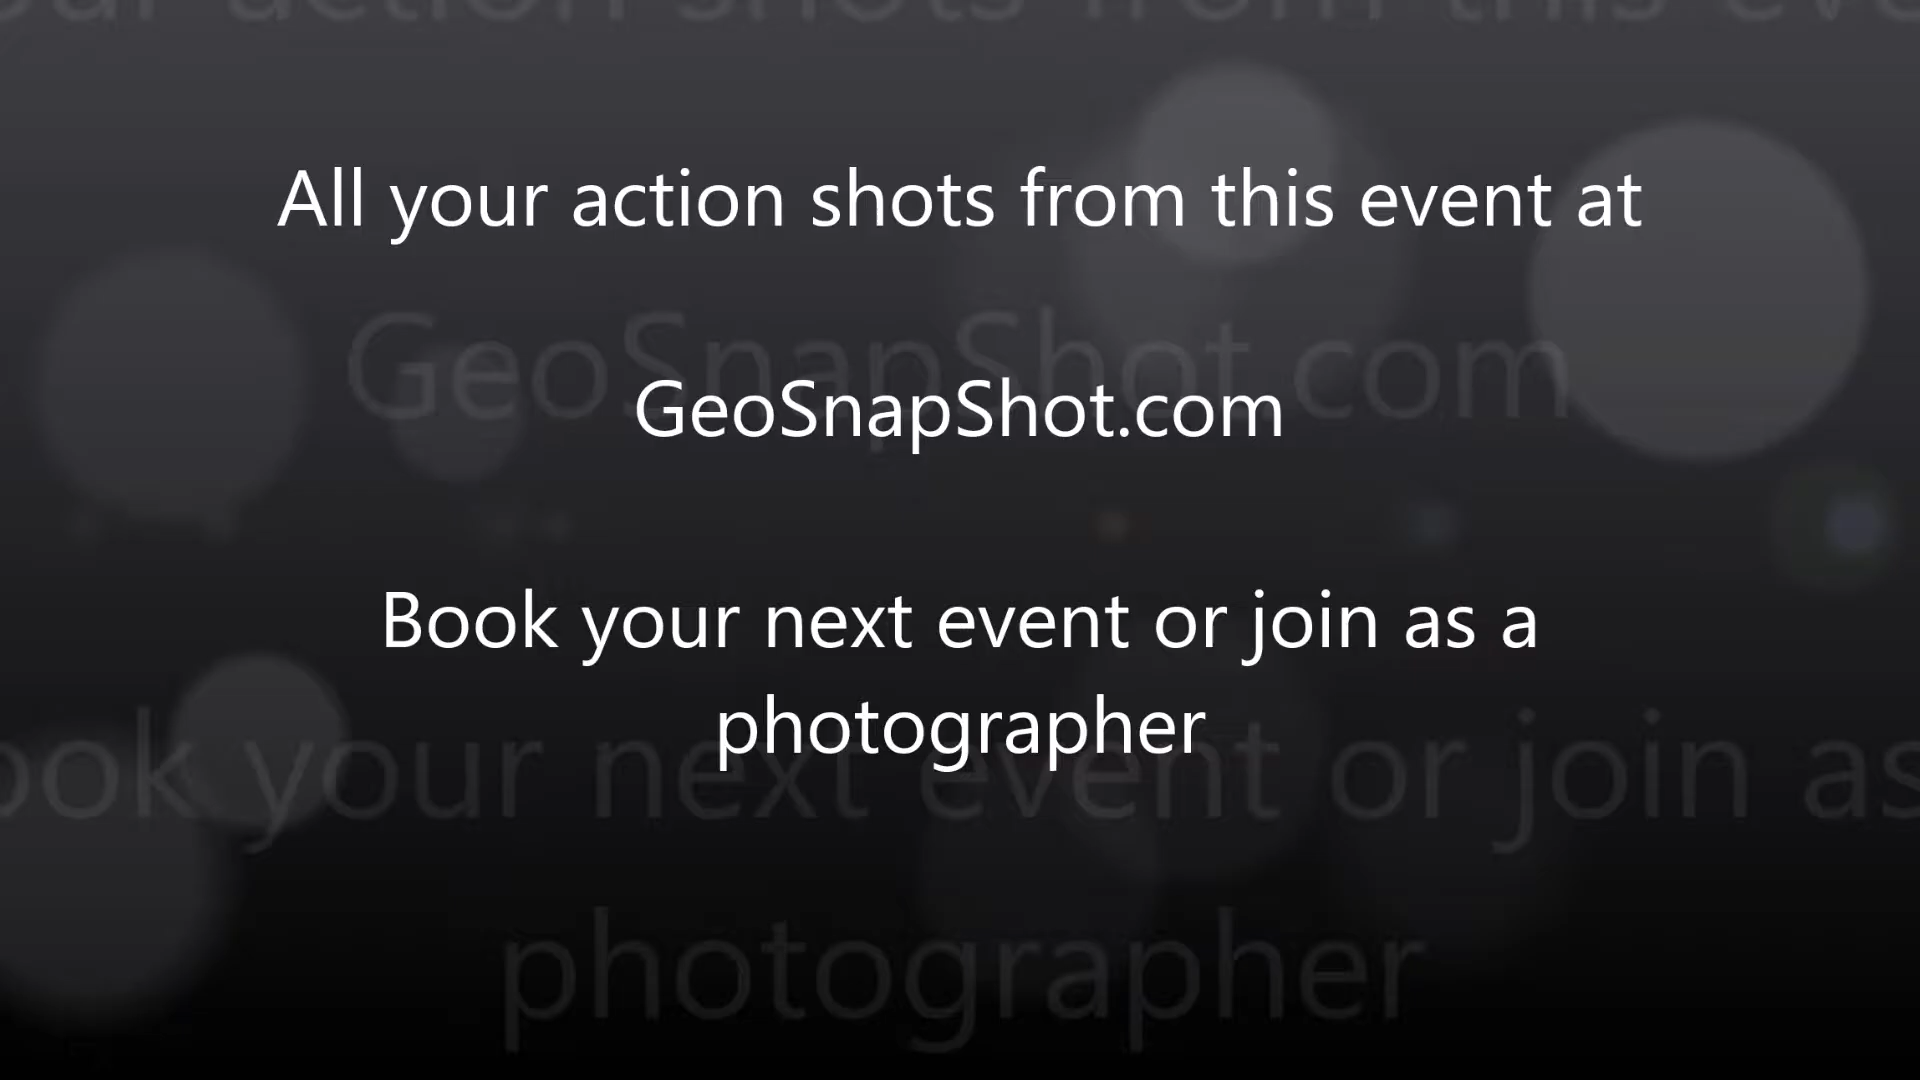 All your action shots from this event at
GeoSnapShot.com
Book your next event or join as a
photographer